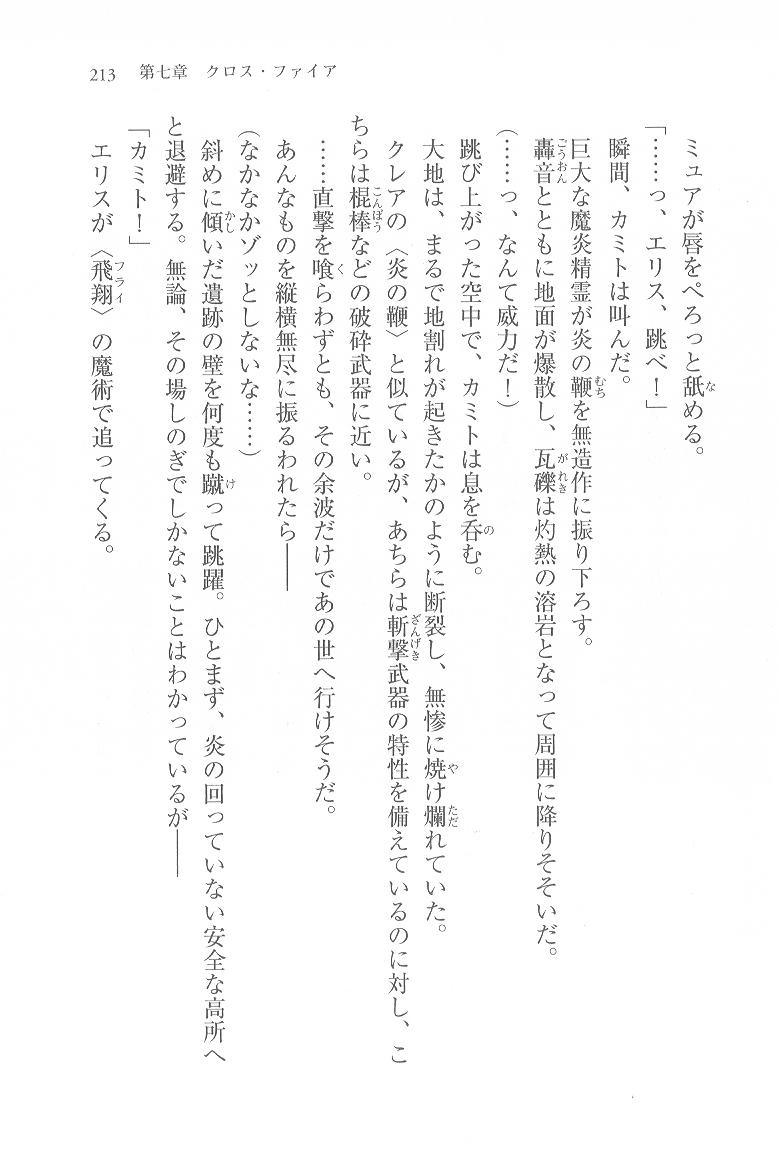 213　第七章　クロス・ファイア
ミュアが唇をぺろっと舐める。
「……っ、エリス、跳べ！」
瞬間、カミトは叫んだ。
巨大な魔炎精霊が炎の鞭を無造作に振り下ろす。
轟音とともに地面が爆散し、瓦礫は灼熱の溶岩となって周囲に降りそそいだ。
（……っ、なんて威力だ！）
跳び上がった空中で、カミトは息を呑む。
大地は、まるで地割れが起きたかのように断裂し、無惨に焼け爛れていた。
クレアの〈炎の鞭〉と似ているが、あちらは斬撃武器の特性を備えているのに対し、こ
ちらは棍棒などの破砕武器に近い。
……直撃を喰らわずとも、その余波だけであの世へ行けそうだ。
あんなものを縦横無尽に振るわれたら――
（なかなかゾッとしないな……）
斜めに傾いだ遺跡の壁を何度も蹴って跳躍。ひとまず、炎の回っていない安全な高所へ
と退避する。無論、その場しのぎでしかないことはわかっているが――
「カミト！」
エリスが〈飛翔〉の魔術で追ってくる。